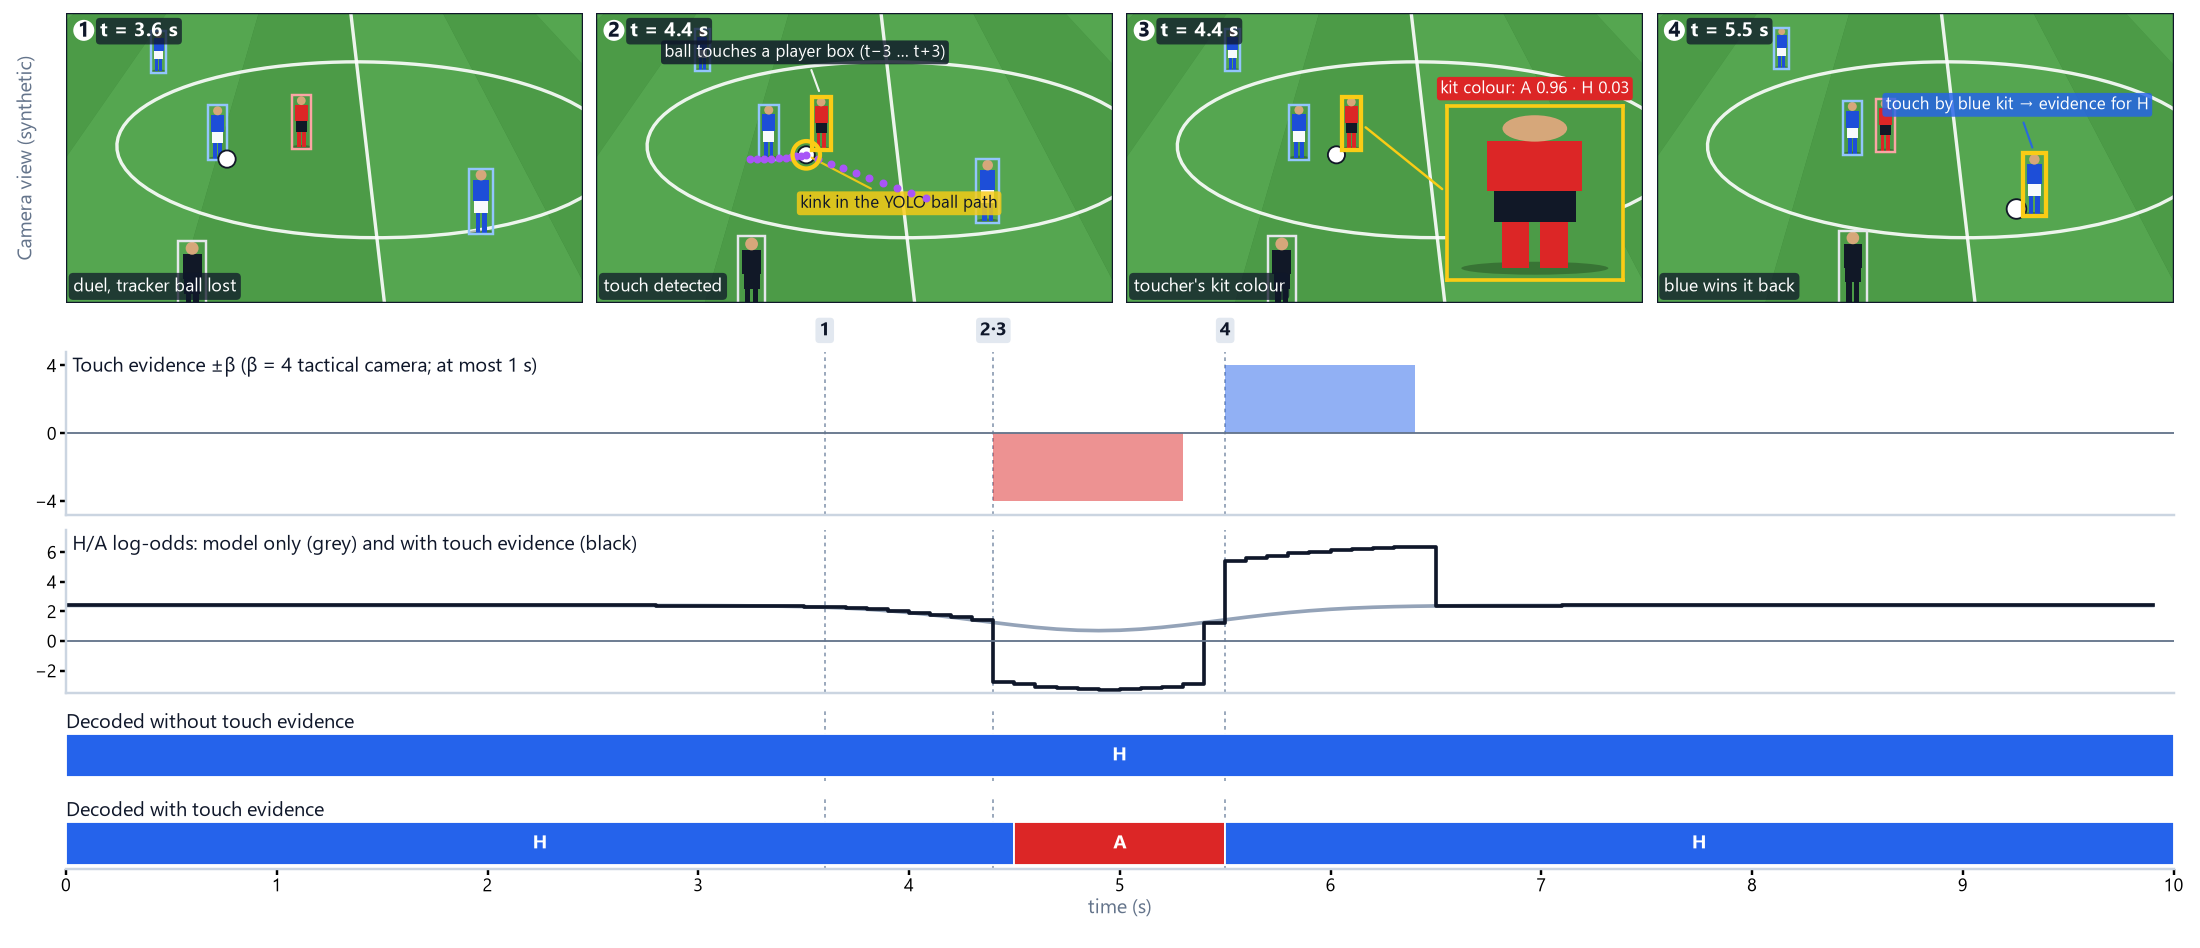 Camera view (synthetic)
1 t = 3.6 s
duel, tracker ball lost
2 t = 4.4 s
ball touches a player box (t−3 … t+3)
kink in the YOLO ball path
touch detected
3 t = 4.4 s
kit colour: A 0.96 · H 0.03
toucher's kit colour
4 t = 5.5 s
touch by blue kit → evidence for H
blue wins it back
1
2·3
4
Touch evidence ±β (β = 4 tactical camera; at most 1 s)
4
0
−4
H/A log-odds: model only (grey) and with touch evidence (black)
6
4
2
0
−2
Decoded without touch evidence
H
Decoded with touch evidence
H A H
0 1 2 3 4 5 6 7 8 9 10
time (s)